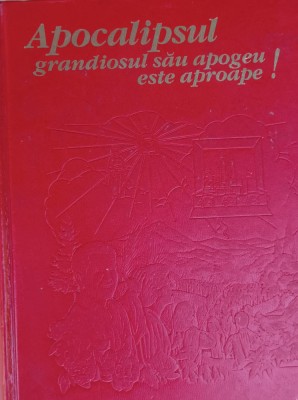 Apocalipsul
grandiosul său apogeu
este aproape !